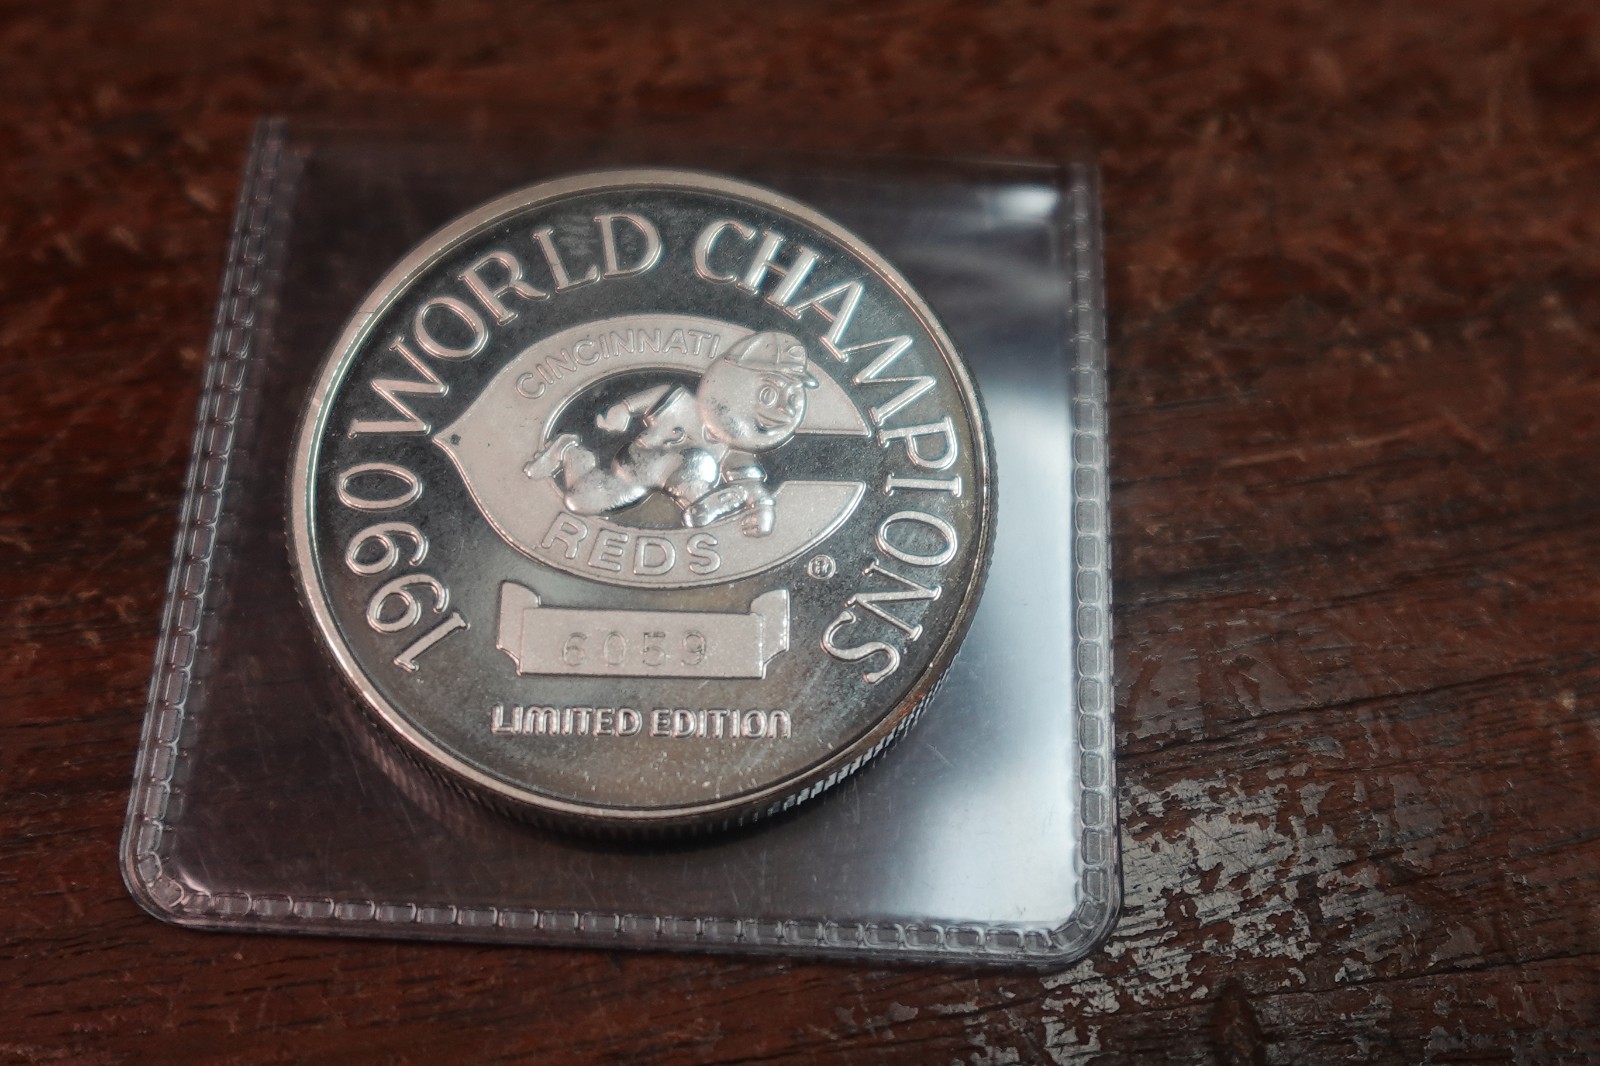 1990 WORLD CHAMPIONS
CINCINNATI
REDS
®
6059
LIMITED EDITION